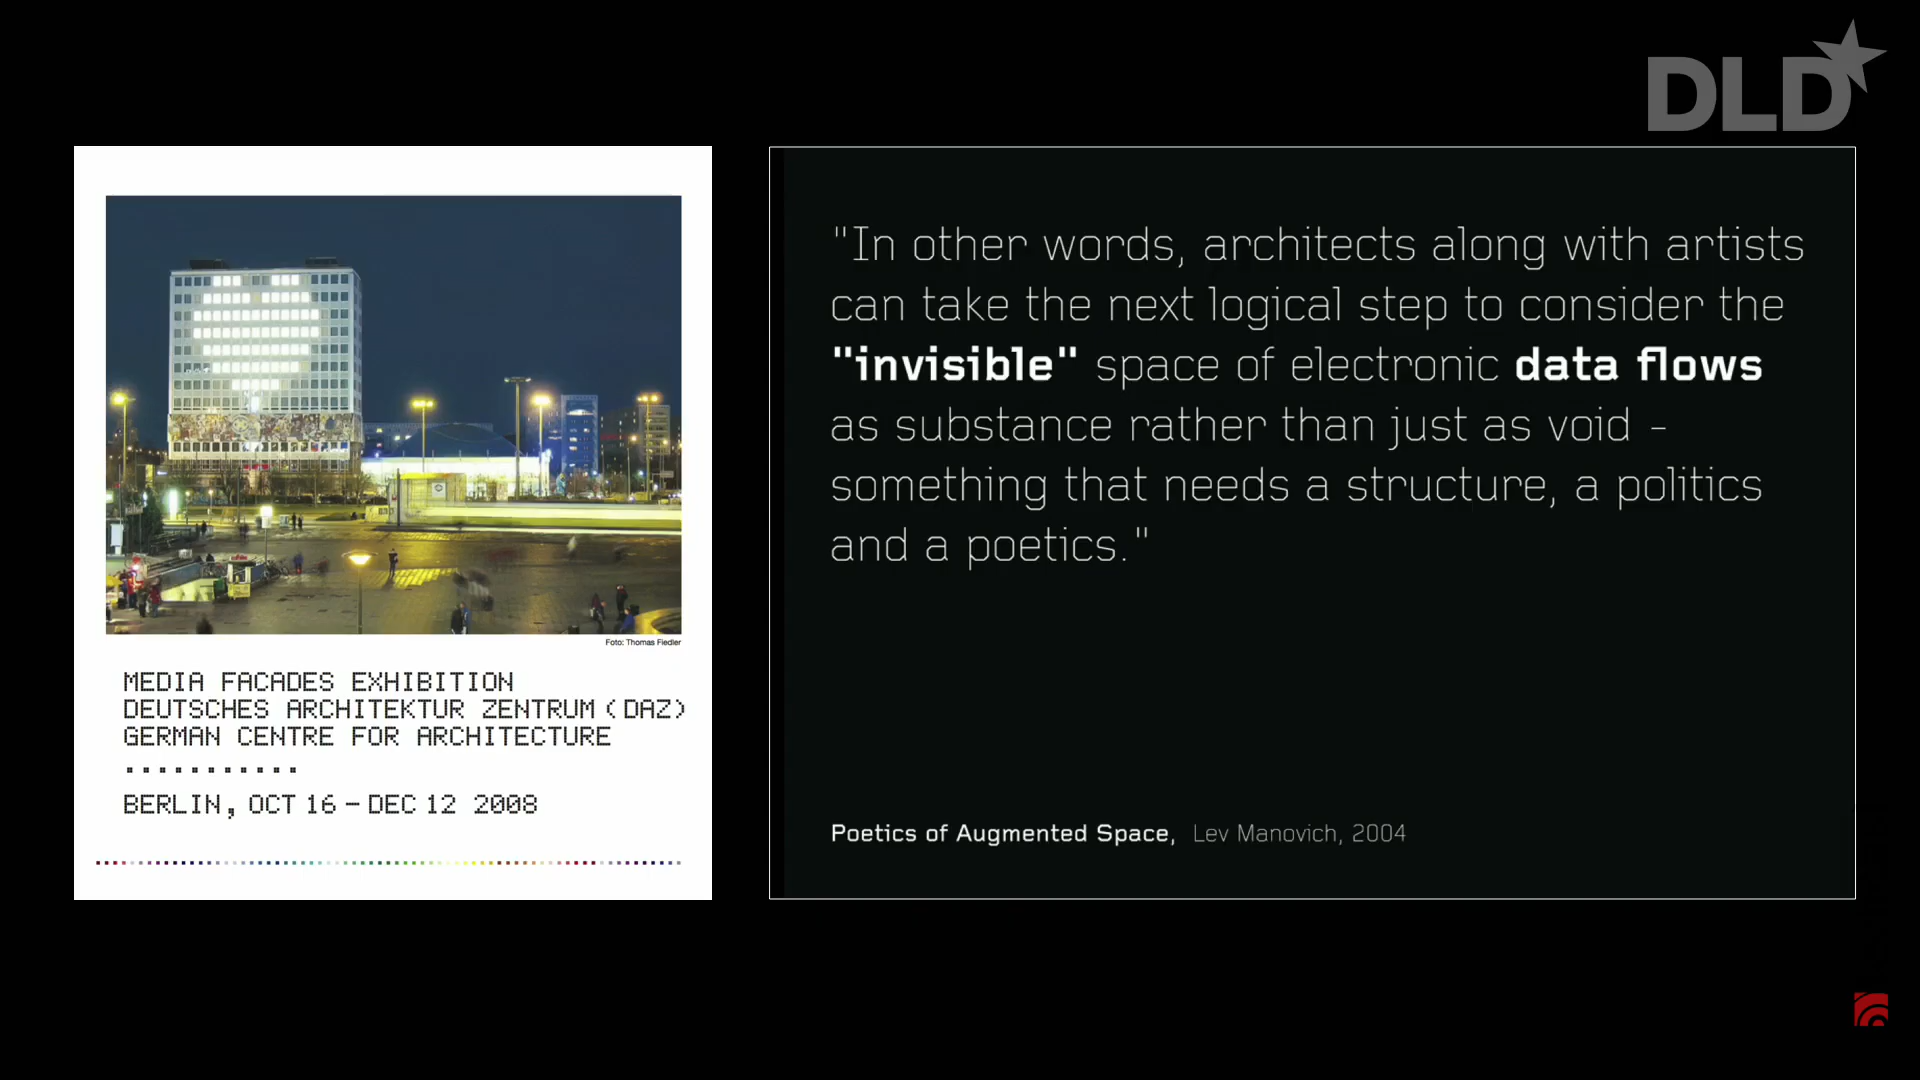 DLD
Foto: Thomas Fiedler
MEDIA FACADES EXHIBITION
DEUTSCHES ARCHITEKTUR ZENTRUM (DAZ)
GERMAN CENTRE FOR ARCHITECTURE
...........
BERLIN, OCT 16 - DEC 12 2008
"In other words, architects along with artists
can take the next logical step to consider the
"invisible" space of electronic data flows
as substance rather than just as void -
something that needs a structure, a politics
and a poetics."
Poetics of Augmented Space, Lev Manovich, 2004